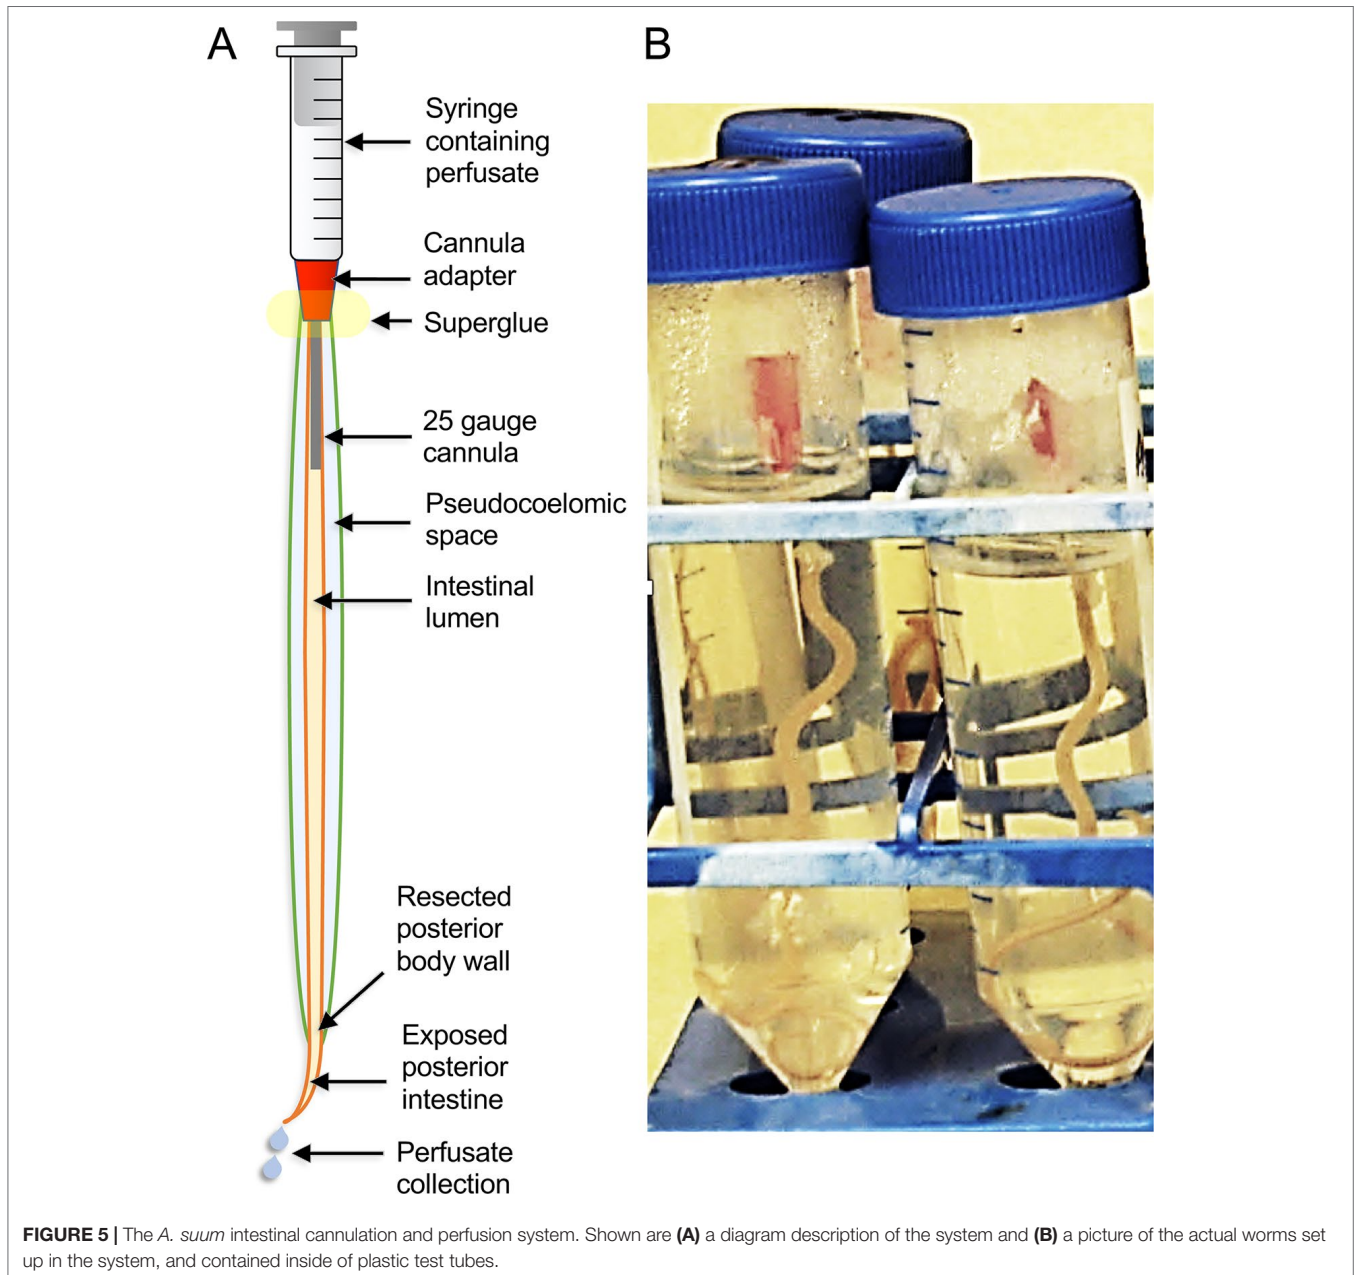 A
B
Syringe
containing
perfusate
Cannula
adapter
Superglue
25 gauge
cannula
Pseudocoelomic
space
Intestinal
lumen
Resected
posterior
body wall
Exposed
posterior
intestine
Perfusate
collection
FIGURE 5 | The A. suum intestinal cannulation and perfusion system. Shown are (A) a diagram description of the system and (B) a picture of the actual worms set
up in the system, and contained inside of plastic test tubes.